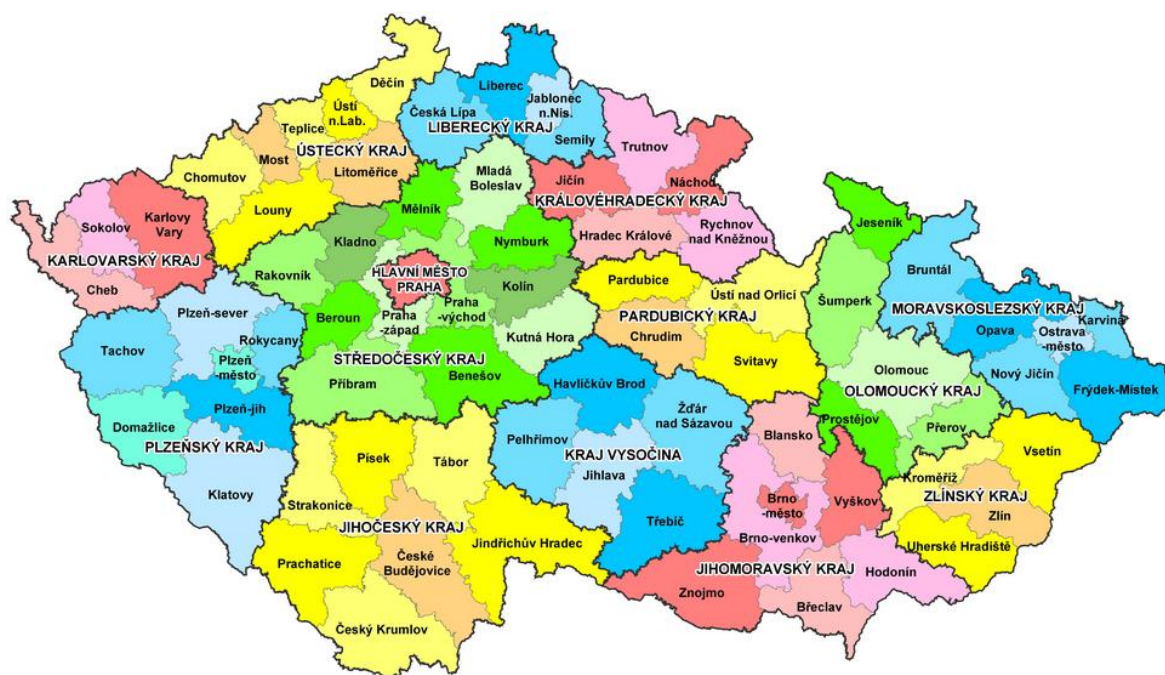 Děčín
Liberec
Jablonec
n.Nis.
Ústí
n.Lab.
Česká Lípa
LIBERECKÝ KRAJ
Teplice
ÚSTECKÝ KRAJ
Semily
Trutnov
Most
Litoměřice
Chomutov
Mladá
Boleslav
Jičín
Náchod
KRÁLOVÉHRADECKÝ KRAJ
Louny
Mělník
Karlovy
Vary
Sokolov
KARLOVARSKÝ KRAJ
Cheb
Kladno
Nymburk
Hradec Králové
Rychnov
nad Kněžnou
Jeseník
Rakovník
HLAVNÍ MĚSTO
PRAHA
Kolín
Pardubice
Bruntál
Ústí nad Orlicí
Šumperk
MORAVSKOSLEZSKÝ KRAJ
Karviná
Plzeň-sever
Beroun
Praha
-západ
Praha
-východ
PARDUBICKÝ KRAJ
Opava
Ostrava
-město
Rokycany
Kutná Hora
Chrudim
Tachov
Plzeň
-město
STŘEDOČESKÝ KRAJ
Svitavy
Olomouc
Nový Jičín
Příbram
Benešov
Havlíčkův Brod
OLOMOUCKÝ KRAJ
Frýdek-Místek
Plzeň-jih
Žďár
nad Sázavou
Prostějov
Přerov
Domažlice
PLZEŇSKÝ KRAJ
Pelhřimov
KRAJ VYSOČINA
Blansko
Vsetín
Písek
Tábor
Jihlava
Kroměříž
ZLÍNSKÝ KRAJ
Klatovy
Strakonice
Brno
-město
Vyškov
Zlín
JIHOČESKÝ KRAJ
Třebíč
Jindřichův Hradec
Brno-venkov
Uherské Hradiště
Prachatice
České
Budějovice
JIHOMORAVSKÝ KRAJ
Hodonín
Znojmo
Břeclav
Český Krumlov